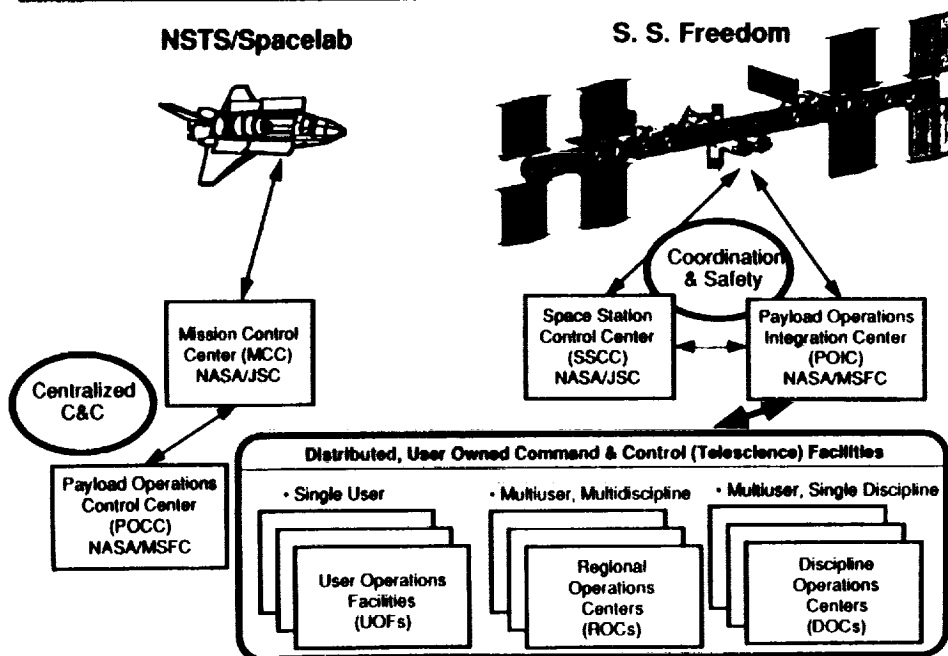 NSTS/Spacelab
S. S. Freedom
Coordination
& Safety
Mission Control
Center (MCC)
NASA/JSC
Space Station
Control Center
(SSCC)
NASA/JSC
Payload Operations
Integration Center
(POIC)
NASA/MSFC
Centralized
C&C
Payload Operations
Control Center
(POCC)
NASA/MSFC
Distributed, User Owned Command & Control (Telescience) Facilities
• Single User
• Multiuser, Multidiscipline
• Multiuser, Single Discipline
User Operations
Facilities
(UOFs)
Regional
Operations
Centers
(ROCs)
Discipline
Operations
Centers
(DOCs)